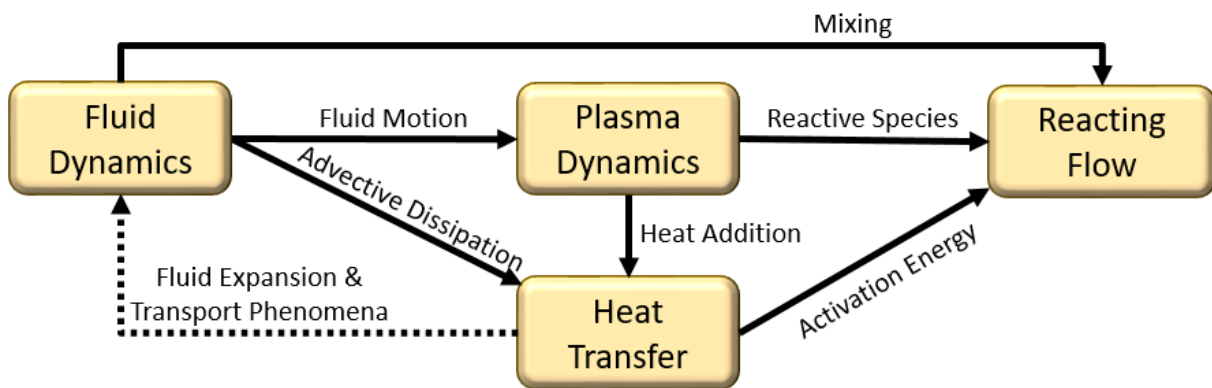 Mixing
Fluid
Dynamics
Fluid Motion
Plasma
Dynamics
Reactive Species
Reacting
Flow
Advective Dissipation
Heat Addition
Activation Energy
Fluid Expansion &
Transport Phenomena
Heat
Transfer